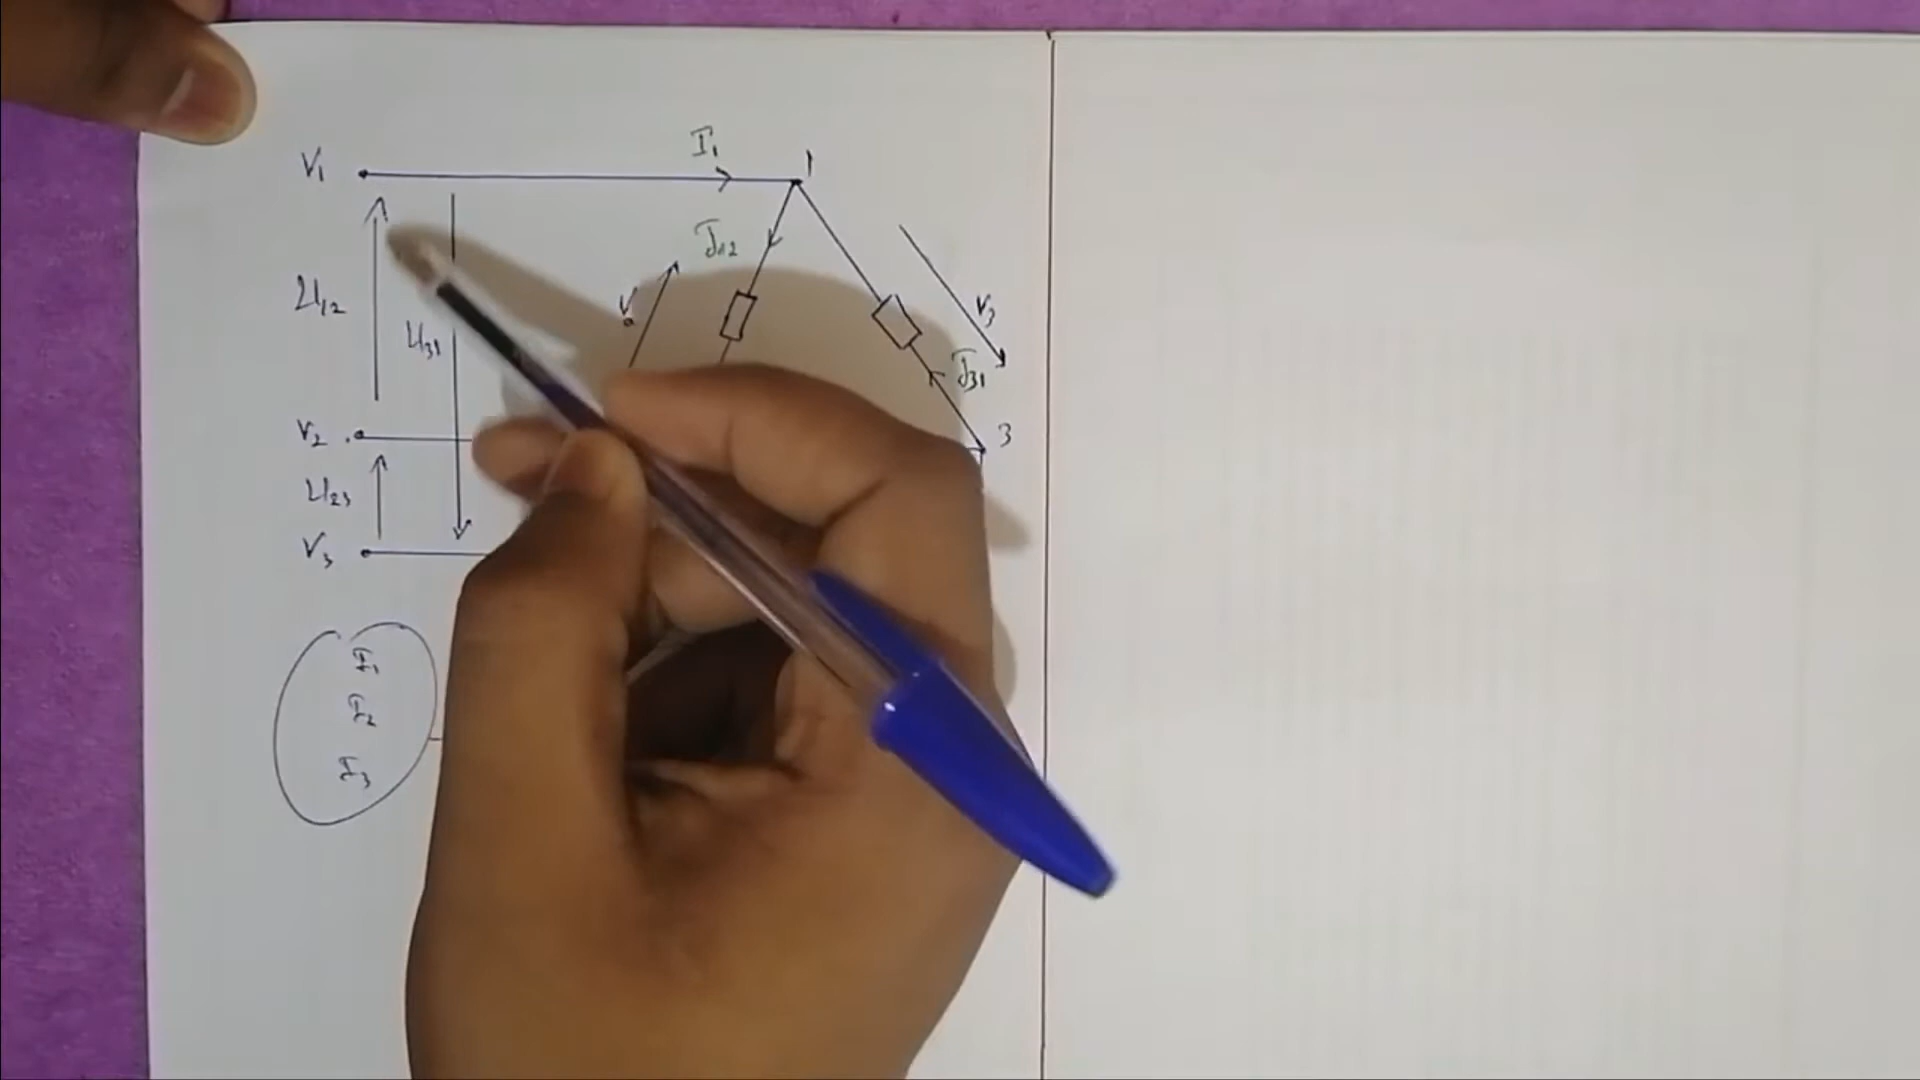 I₁
V₁
1
J₁₂
U₁₂
V
V₃
U₃₁
J₃₁
V₂
3
U₂₃
V₃
I₁
I₂
I₃